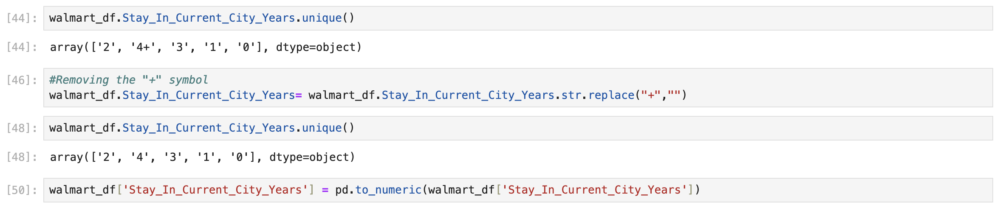 [44]: walmart_df.Stay_In_Current_City_Years.unique()
[44]: array(['2', '4+', '3', '1', '0'], dtype=object)
[46]: #Removing the "+" symbol
walmart_df.Stay_In_Current_City_Years= walmart_df.Stay_In_Current_City_Years.str.replace("+","")
[48]: walmart_df.Stay_In_Current_City_Years.unique()
[48]: array(['2', '4', '3', '1', '0'], dtype=object)
[50]: walmart_df['Stay_In_Current_City_Years'] = pd.to_numeric(walmart_df['Stay_In_Current_City_Years'])